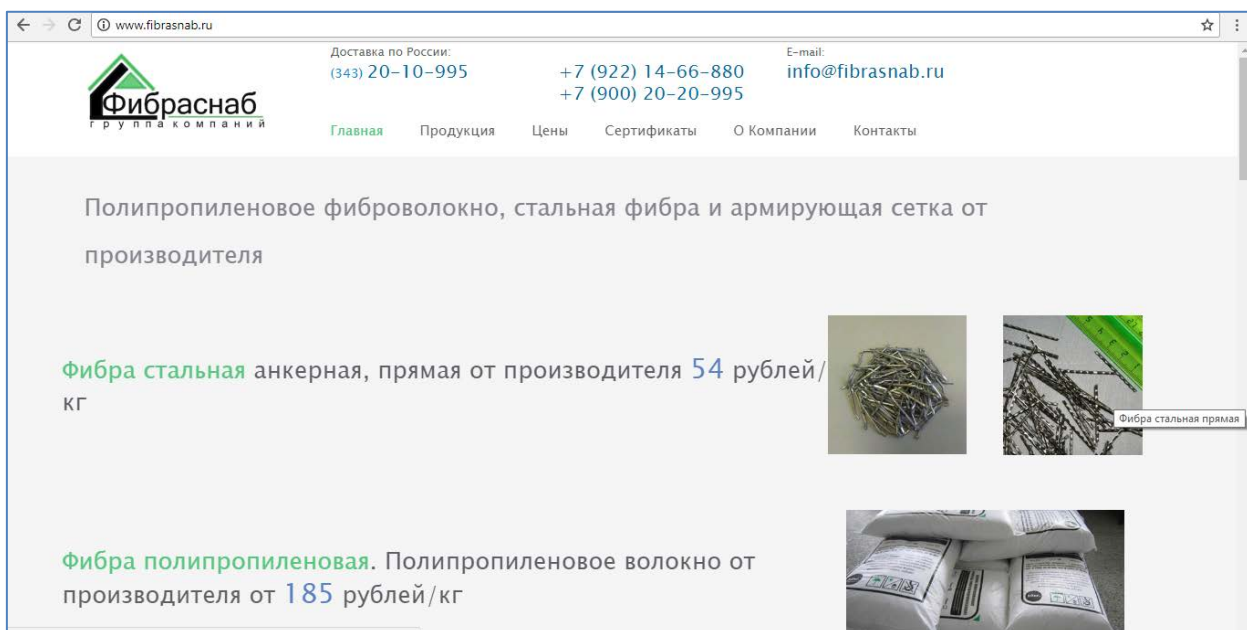 www.fibrasnab.ru
Доставка по России:
(343) 20-10-995
+7 (922) 14-66-880
+7 (900) 20-20-995
E-mail:
info@fibrasnab.ru
Фибраснаб
группа компаний
Главная Продукция Цены Сертификаты О Компании Контакты
Полипропиленовое фиброволокно, стальная фибра и армирующая сетка от
производителя
Фибра стальная анкерная, прямая от производителя 54 рублей/
кг
Фибра стальная прямая
Фибра полипропиленовая. Полипропиленовое волокно от
производителя от 185 рублей/кг